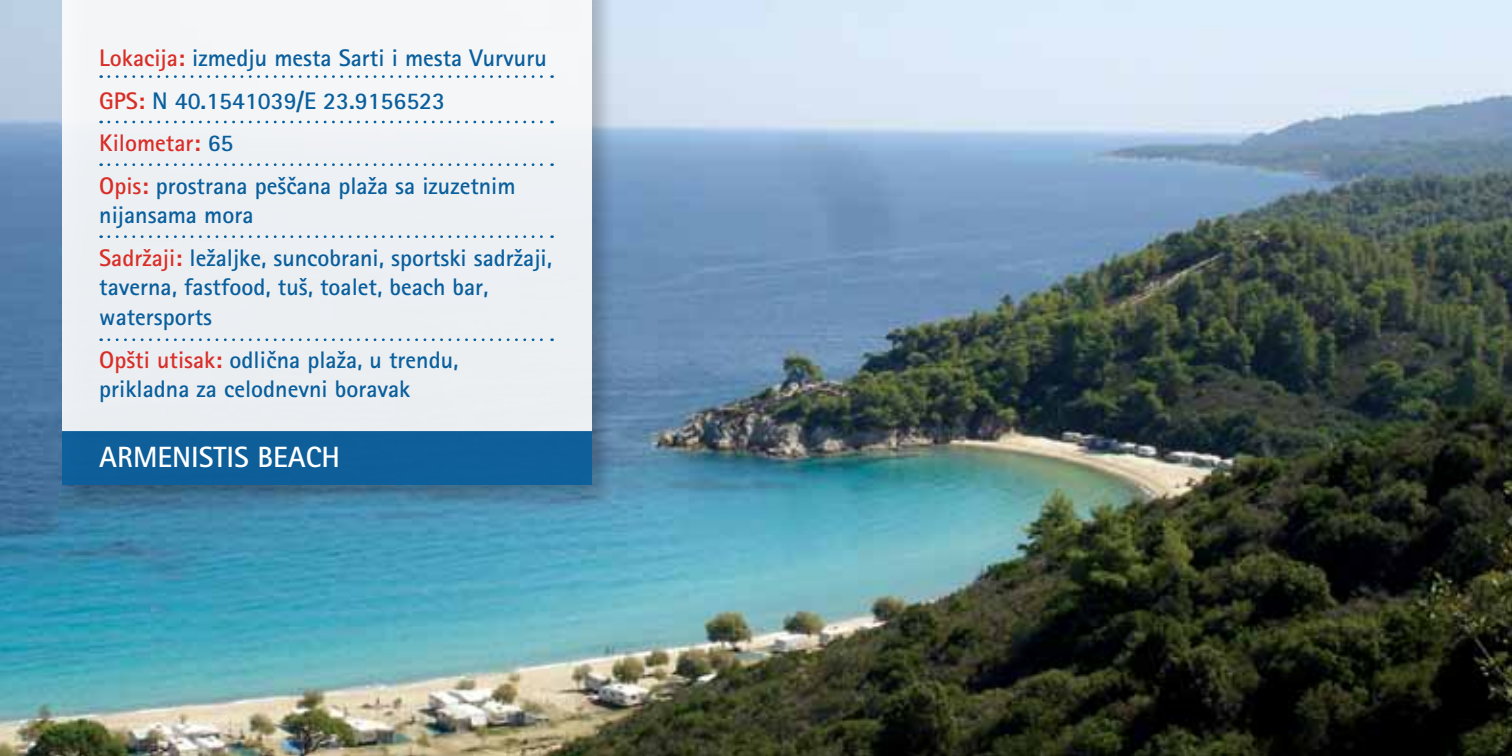 Lokacija: izmedju mesta Sarti i mesta Vurvuru
GPS: N 40.1541039/E 23.9156523
Kilometar: 65
Opis: prostrana peščana plaža sa izuzetnim
nijansama mora
Sadržaji: ležaljke, suncobrani, sportski sadržaji,
taverna, fastfood, tuš, toalet, beach bar,
watersports
Opšti utisak: odlična plaža, u trendu,
prikladna za celodnevni boravak
ARMENISTIS BEACH